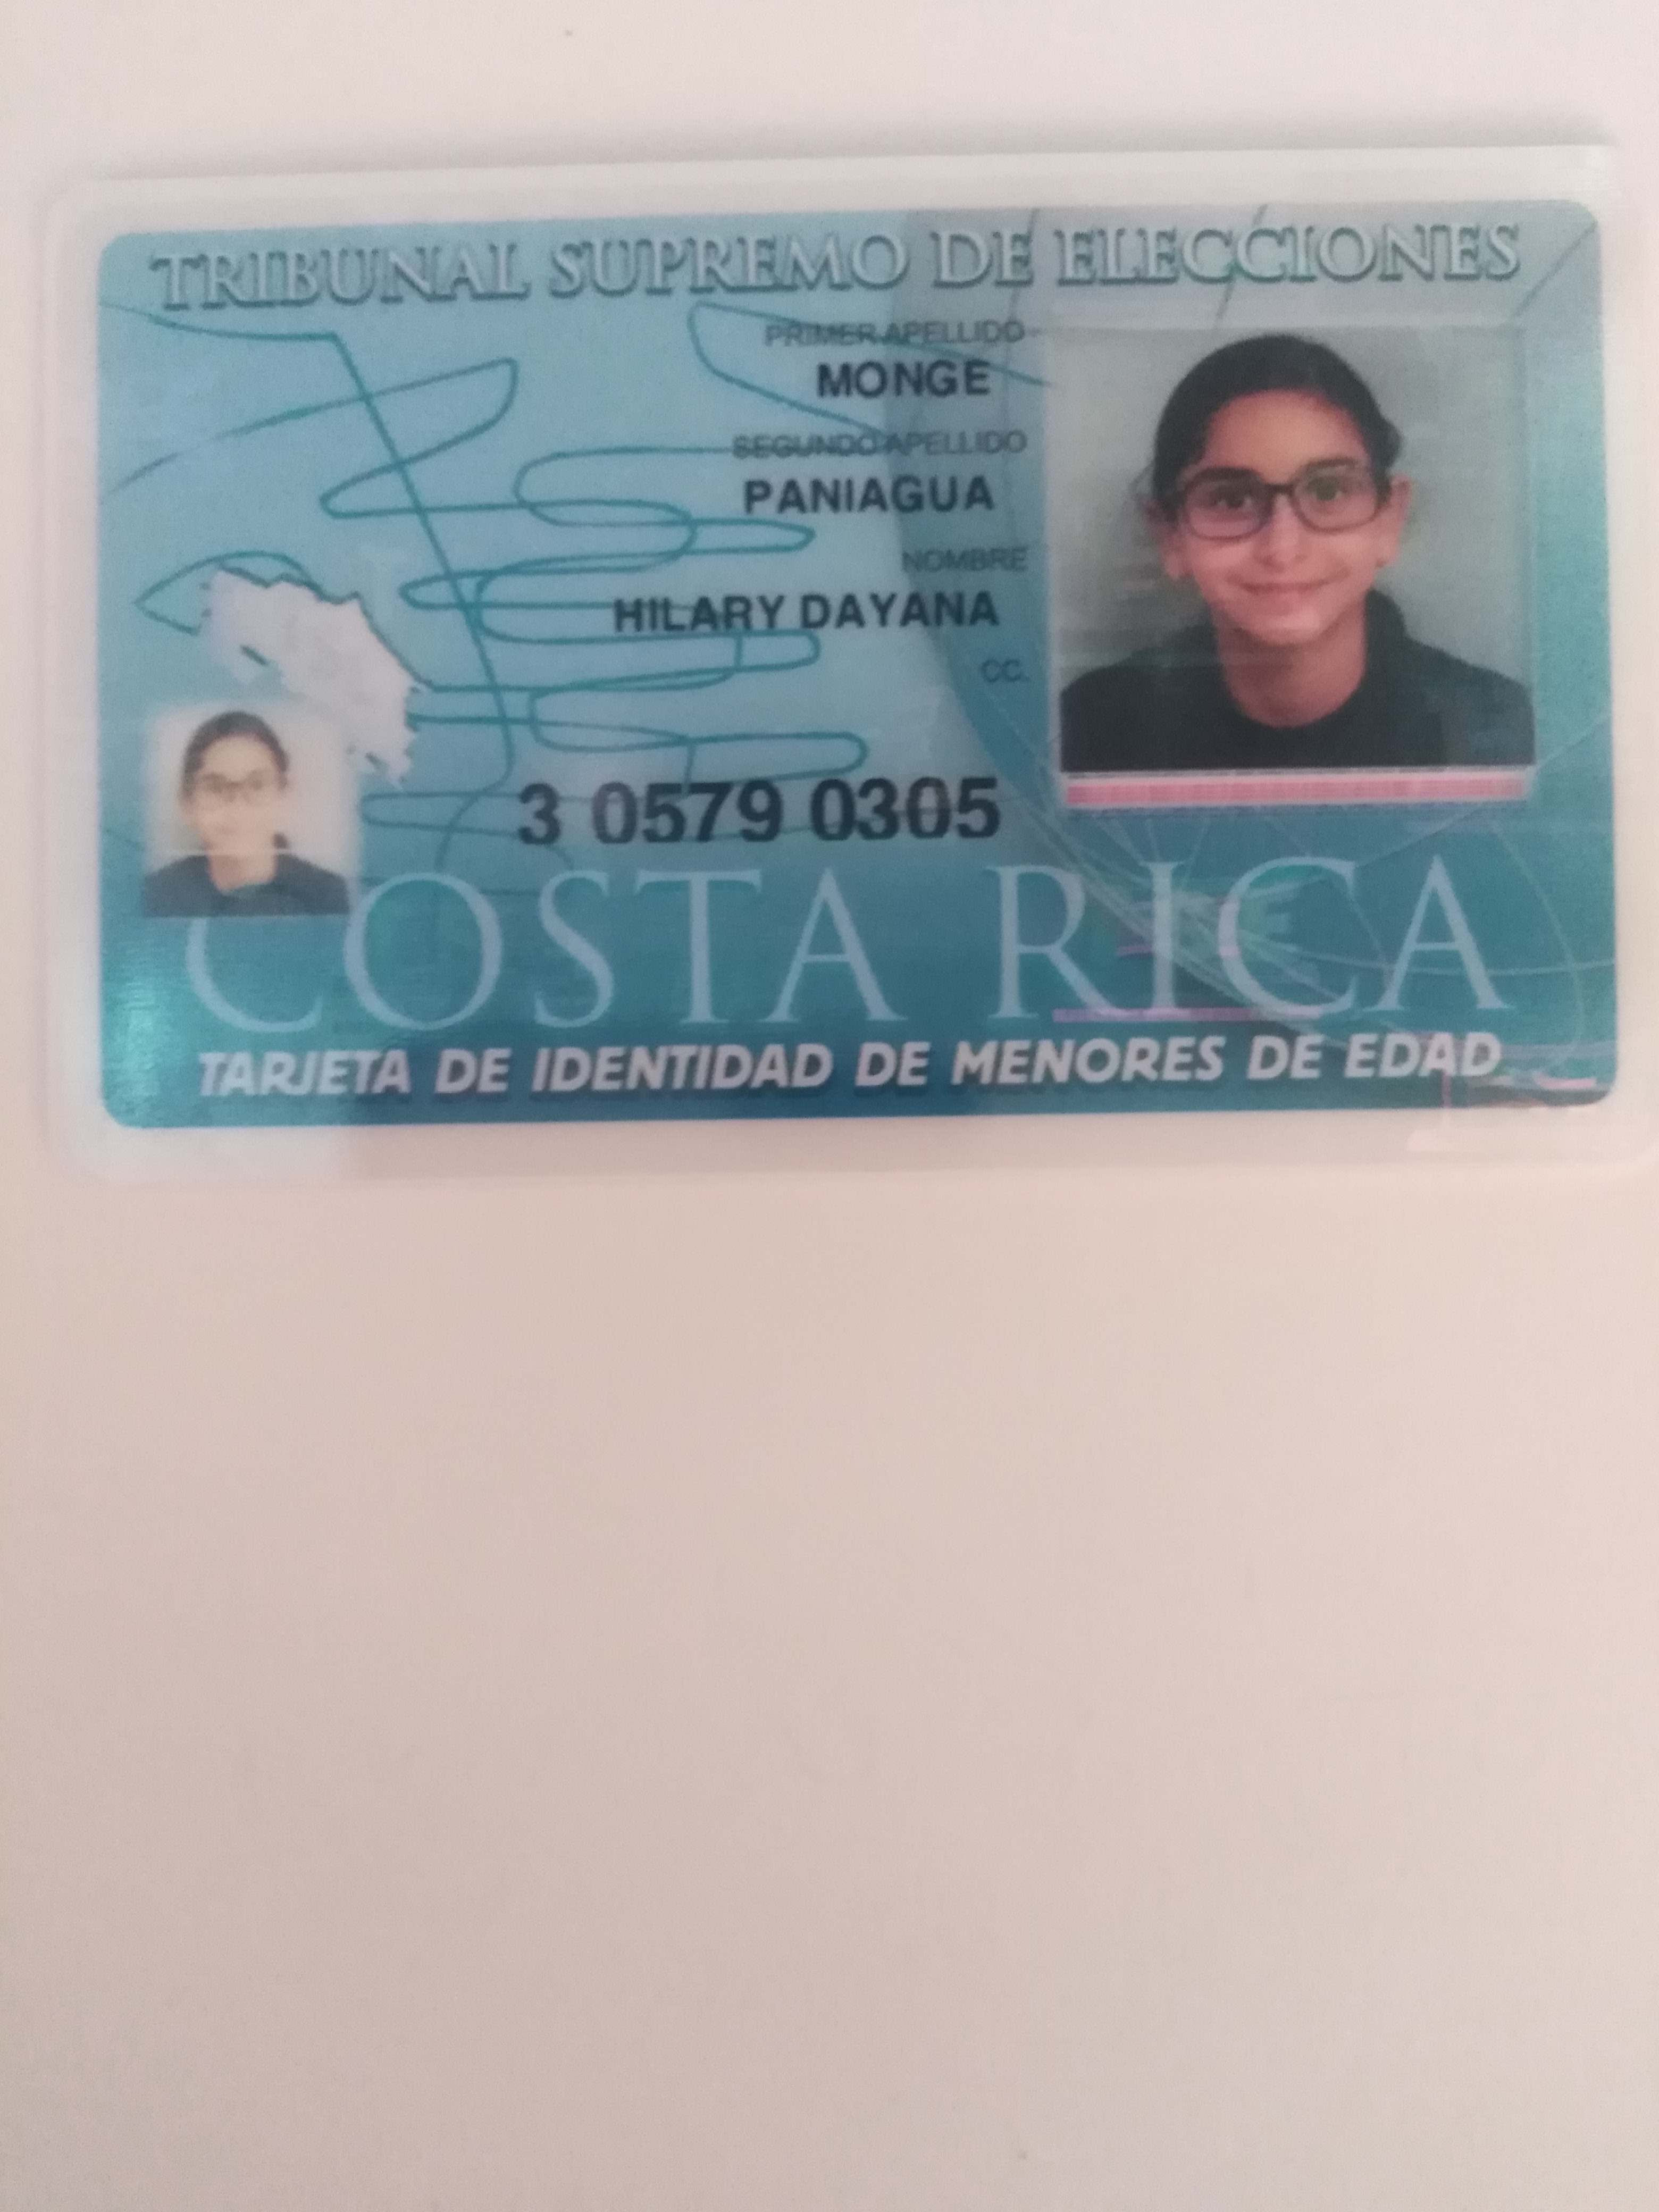 TRIBUNAL SUPREMO DE ELECCIONES
PRIMER APELLIDO
MONGE
SEGUNDO APELLIDO
PANIAGUA
NOMBRE
HILARY DAYANA
CC.
3 0579 0305
COSTA RICA
TARJETA DE IDENTIDAD DE MENORES DE EDAD